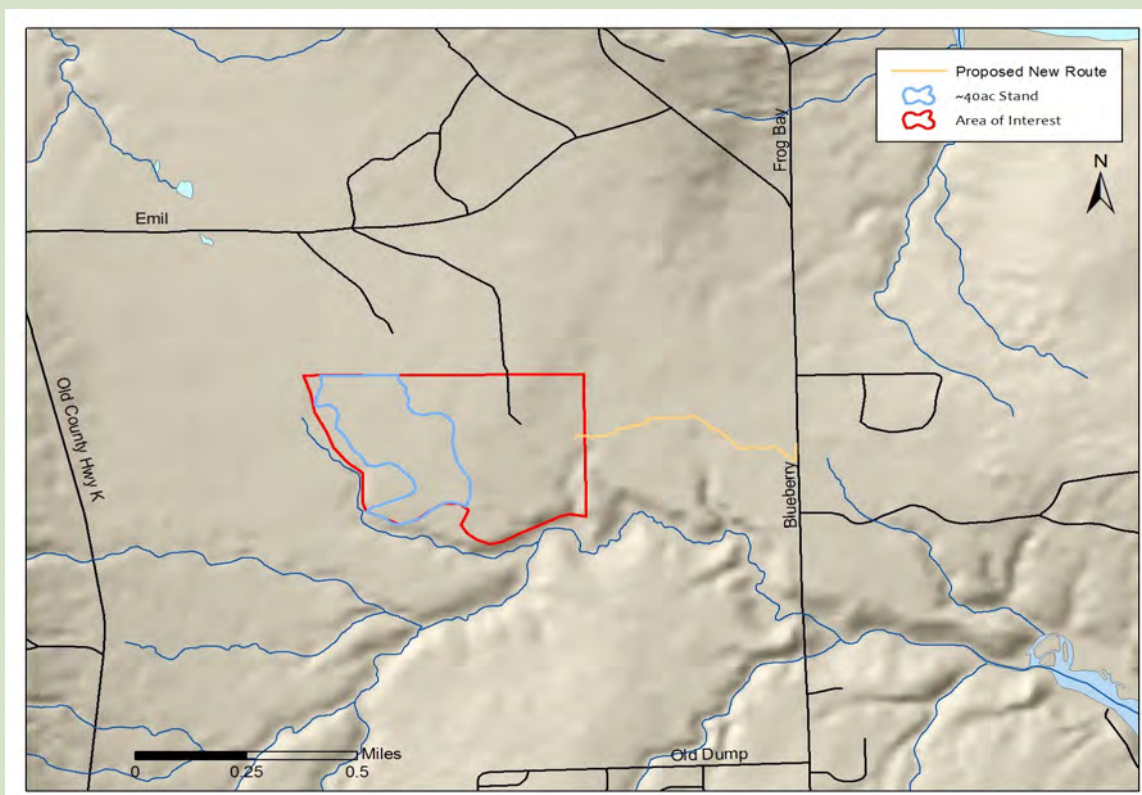 Proposed New Route
~40ac Stand
Area of Interest
N
Frog Bay
Emil
Old County Hwy K
Blueberry
Miles
0 0.25 0.5
Old Dump